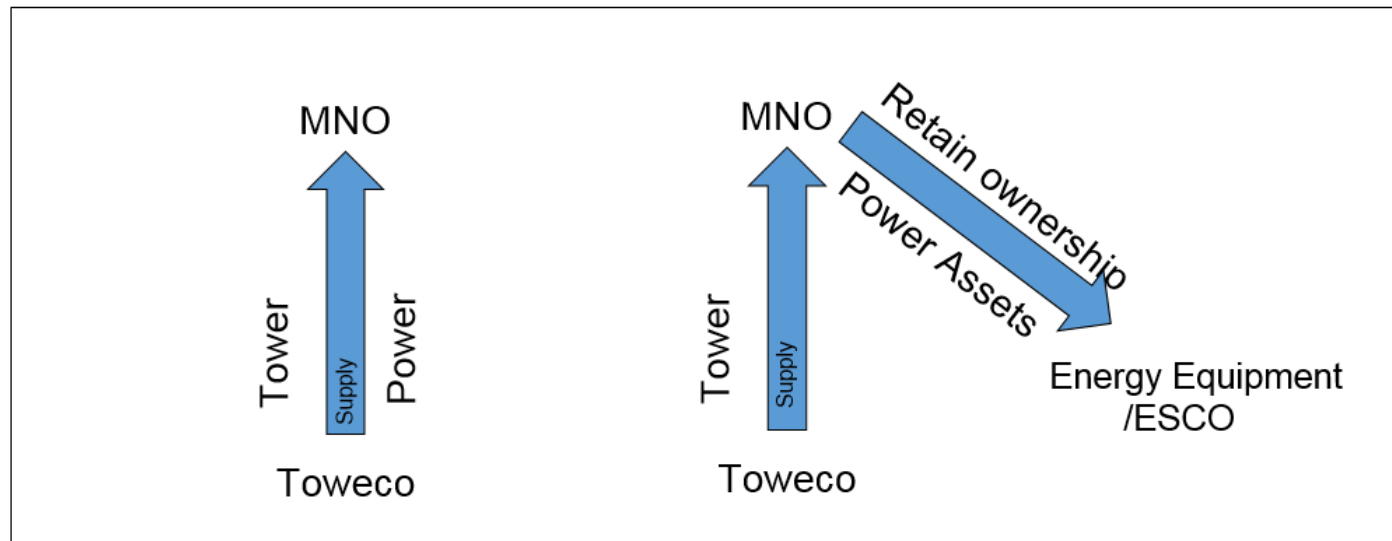 MNO
Tower
Supply
Power
Toweco
MNO
Retain ownership
Power Assets
Tower
Supply
Toweco
Energy Equipment
/ESCO